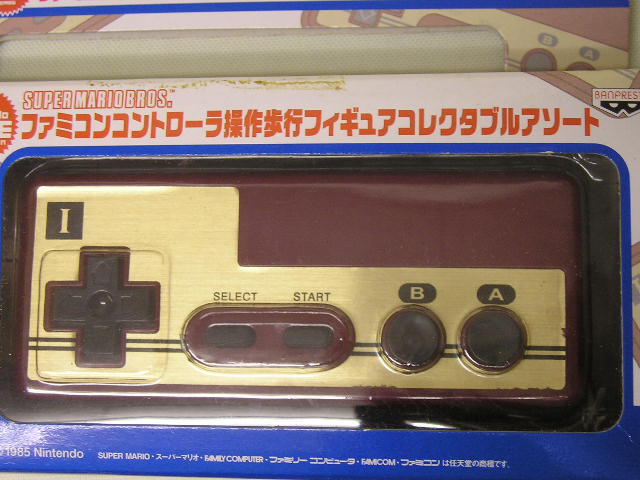 B A
SUPER MARIO BROS.™
BANPREST
ファミコンコントローラ操作歩行フィギュアコレクタブルアソート
I
SELECT START B A
©1985 Nintendo SUPER MARIO・スーパーマリオ・FAMILY COMPUTER・ファミリー コンピュータ・FAMICOM・ファミコン は任天堂の商標です。